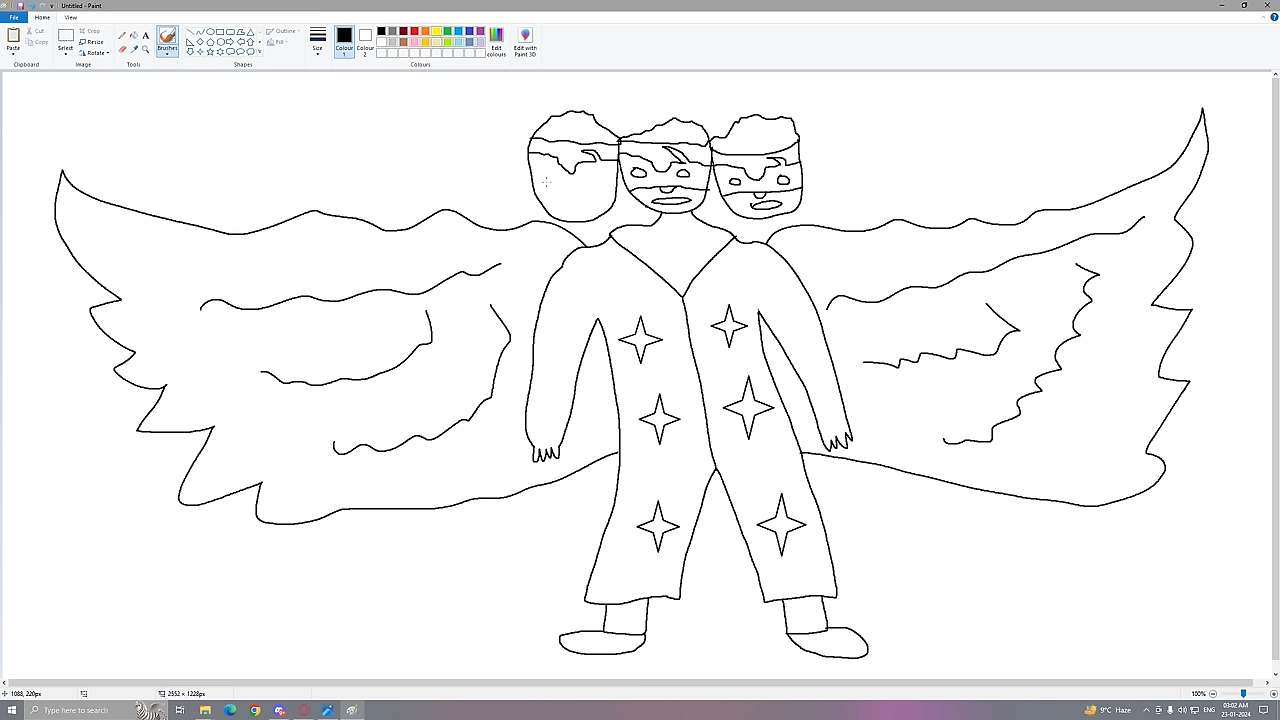 Untitled - Paint
File Home View
Paste
Cut
Copy
Clipboard
Select
Crop
Resize
Rotate
Image
Tools
Brushes
Outline
Fill
Shapes
Size
Colour 1
Colour 2
Edit colours
Colours
Edit with Paint 3D
1088, 220px
2552 × 1228px
100%
Type here to search
9°C Haze
ENG
03:02 AM
23-01-2024